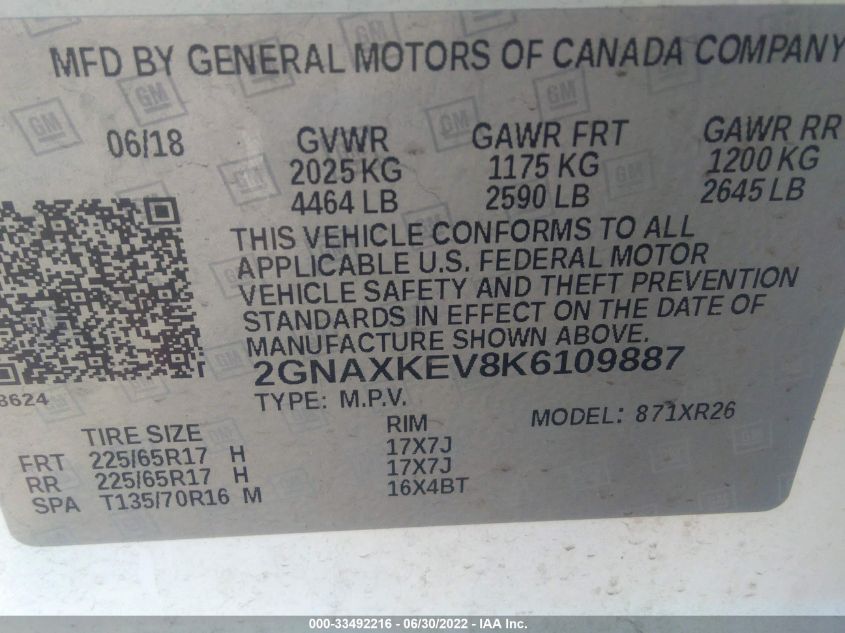 MFD BY GENERAL MOTORS OF CANADA COMPANY
06/18 GVWR GAWR FRT GAWR RR
2025 KG 1175 KG 1200 KG
4464 LB 2590 LB 2645 LB
THIS VEHICLE CONFORMS TO ALL
APPLICABLE U.S. FEDERAL MOTOR
VEHICLE SAFETY AND THEFT PREVENTION
STANDARDS IN EFFECT ON THE DATE OF
MANUFACTURE SHOWN ABOVE.
2GNAXKEV8K6109887
8624
TYPE: M.P.V.
MODEL: 871XR26
TIRE SIZE RIM
FRT 225/65R17 H 17X7J
RR 225/65R17 H 17X7J
SPA T135/70R16 M 16X4BT
GM
000-33492216 - 06/30/2022 - IAA Inc.